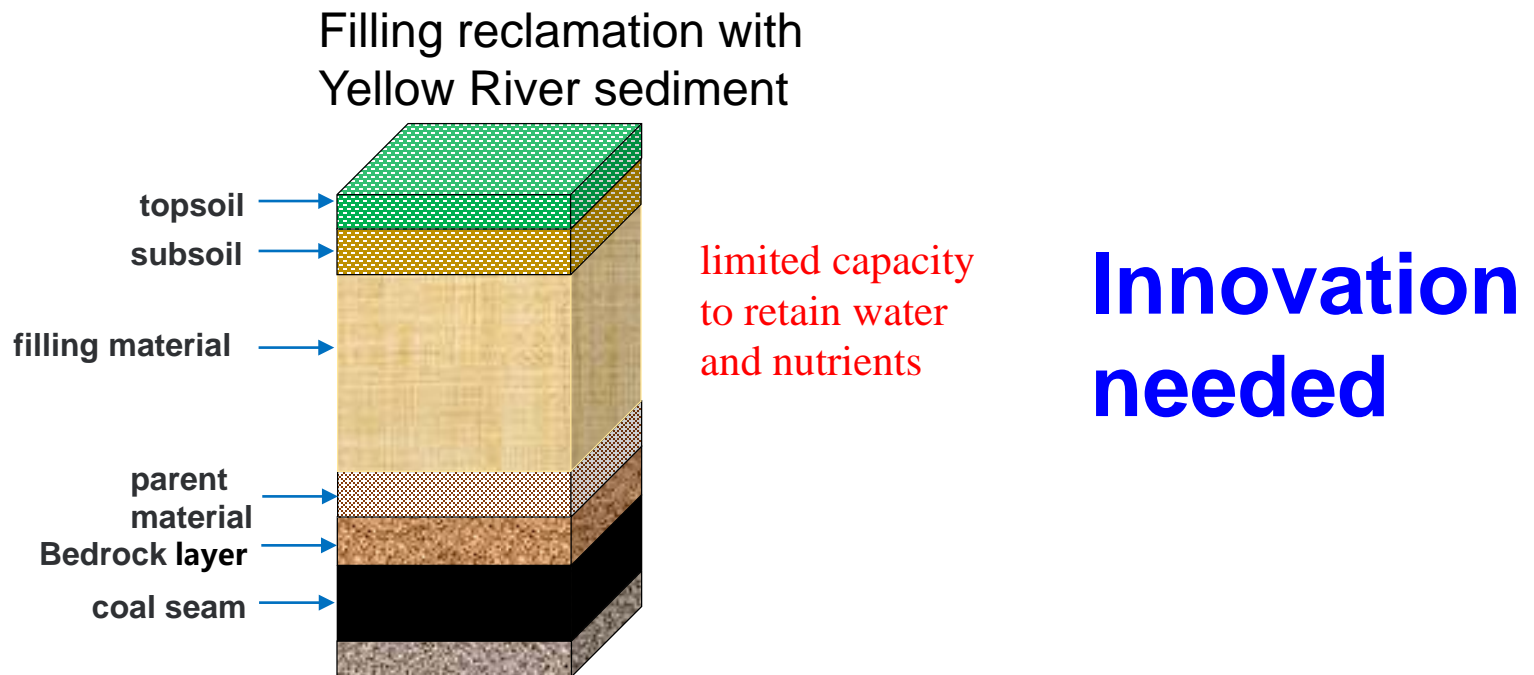 Filling reclamation with
Yellow River sediment
topsoil
subsoil
filling material
parent
material
Bedrock layer
coal seam
limited capacity
to retain water
and nutrients
Innovation
needed